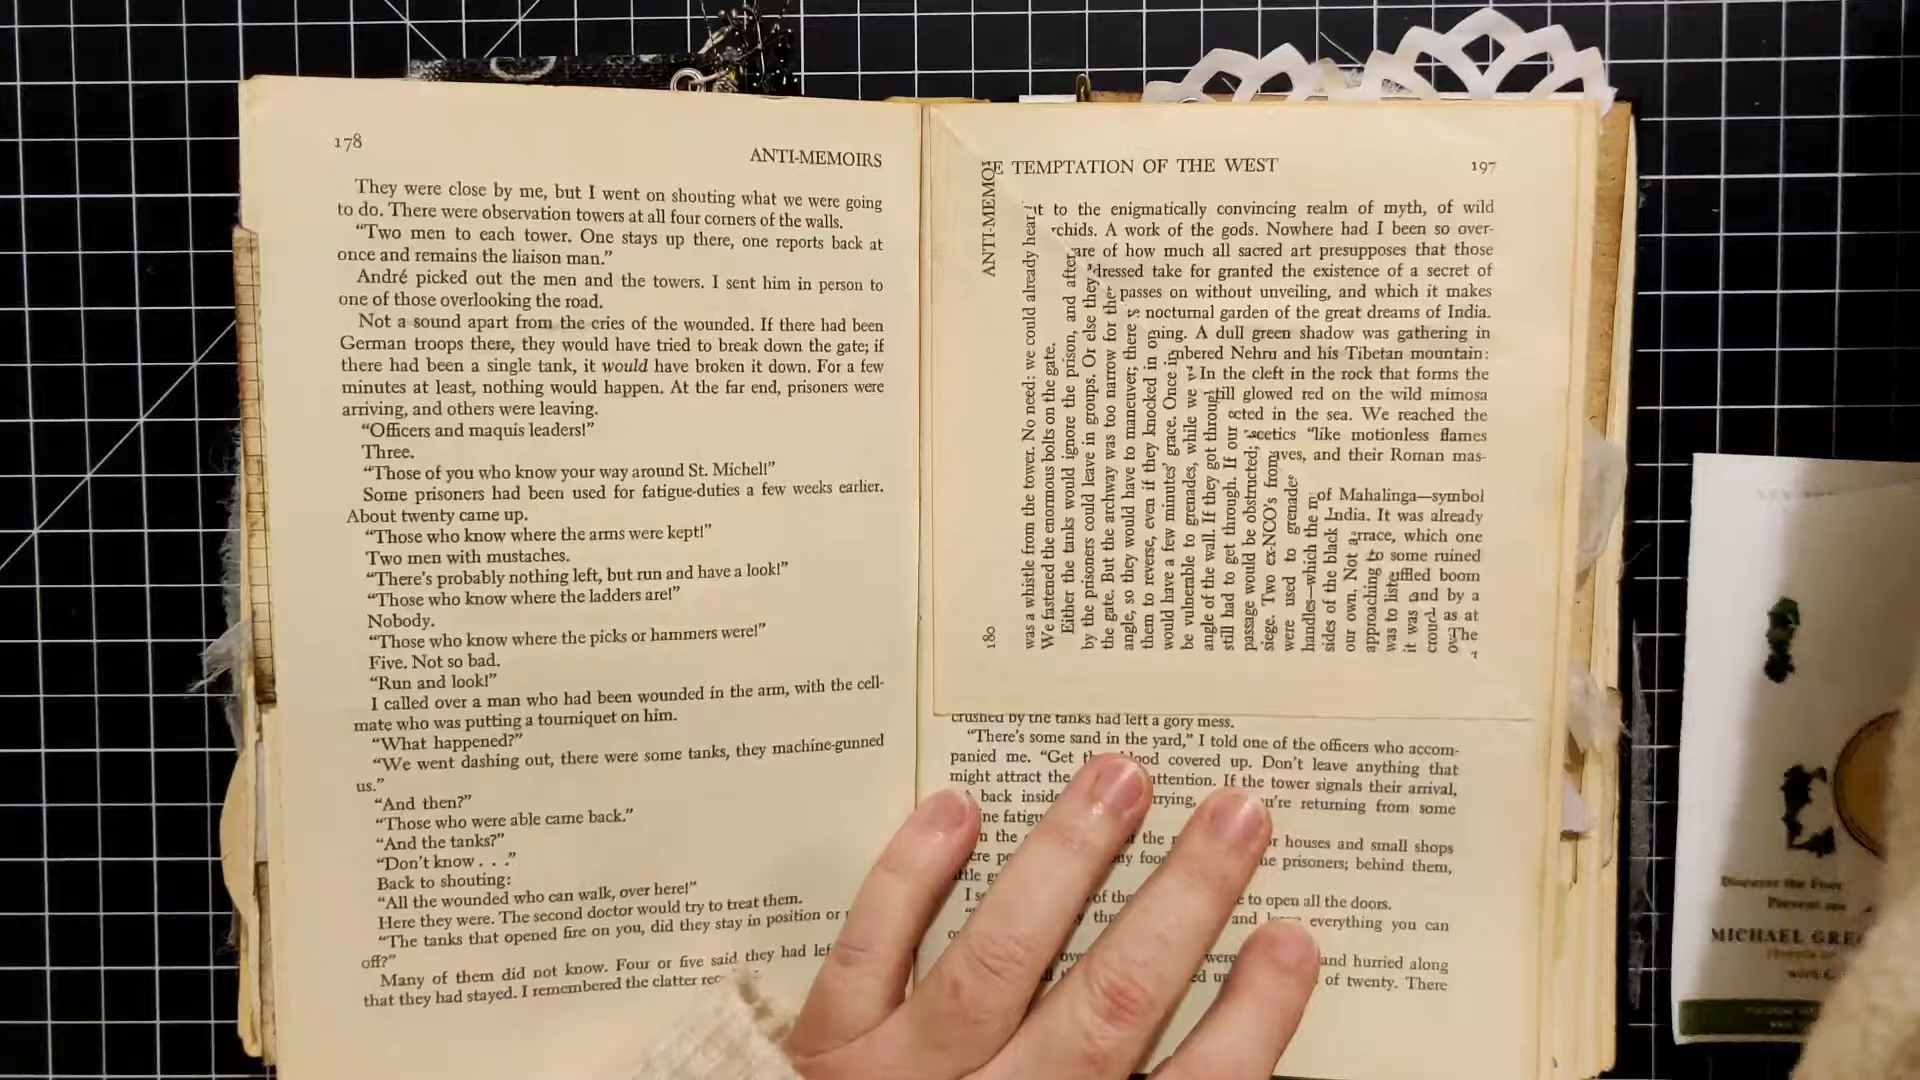 178
ANTI-MEMOIRS
They were close by me, but I went on shouting what we were going
to do. There were observation towers at all four corners of the walls.
“Two men to each tower. One stays up there, one reports back at
once and remains the liaison man.”
André picked out the men and the towers. I sent him in person to
one of those overlooking the road.
Not a sound apart from the cries of the wounded. If there had been
German troops there, they would have tried to break down the gate; if
there had been a single tank, it would have broken it down. For a few
minutes at least, nothing would happen. At the far end, prisoners were
arriving, and others were leaving.
“Officers and maquis leaders!”
Three.
“Those of you who know your way around St. Michel!”
Some prisoners had been used for fatigue-duties a few weeks earlier.
About twenty came up.
“Those who know where the arms were kept!”
Two men with mustaches.
“There’s probably nothing left, but run and have a look!”
“Those who know where the ladders are!”
Nobody.
“Those who know where the picks or hammers were!”
Five. Not so bad.
“Run and look!”
I called over a man who had been wounded in the arm, with the cell-
mate who was putting a tourniquet on him.
“What happened?”
“We went dashing out, there were some tanks, they machine-gunned
us.”
“And then?”
“Those who were able came back.”
“And the tanks?”
“Don’t know . . .”
Back to shouting:
“All the wounded who can walk, over here!”
Here they were. The second doctor would try to treat them.
“The tanks that opened fire on you, did they stay in position or
off?”
Many of them did not know. Four or five said they had
that they had stayed. I remembered the clatter
TEMPTATION OF THE WEST
197
to the enigmatically convincing realm of myth, of wild
A work of the gods. Nowhere had I been so over-
of how much all sacred art presupposes that those
take for granted the existence of a secret of
passes on without unveiling, and which it makes
nocturnal garden of the great dreams of India.
A dull green shadow was gathering in
Nehru and his Tibetan mountain:
In the cleft in the rock that forms the
glowed red on the wild mimosa
in the sea. We reached the
“like motionless flames
and their Roman mas-
of Mahalinga—symbol
India. It was already
which one
to some ruined
boom
and by a
as at
The
180
was a whistle from the tower. No need: we could already hear
We fastened the enormous bolts on the gate.
Either the tanks would ignore the prison, and after
by the prisoners could leave in groups. Or else they
the gate. But the archway was too narrow for
angle, so they would have to maneuver; there
them to reverse, even if they knocked in
would have a few minutes’ grace. Once
be vulnerable to grenades, while we
angle of the wall. If they got through
still had to get through. If our
passage would be obstructed;
siege. Two ex-NCO’s from
were used to grenades
handles—which the
sides of the black
our own. Not
approaching
was to
it was
crushed by the tanks had left a gory mess.
“There’s some sand in the yard,” I told one of the officers who accom-
panied me. “Get covered up. Don’t leave anything that
might attract the attention. If the tower signals their arrival,
back returning from some
the houses and small shops
prisoners; behind them,
to open all the doors.
and everything you can
were and hurried along
of twenty. There
MICHAEL